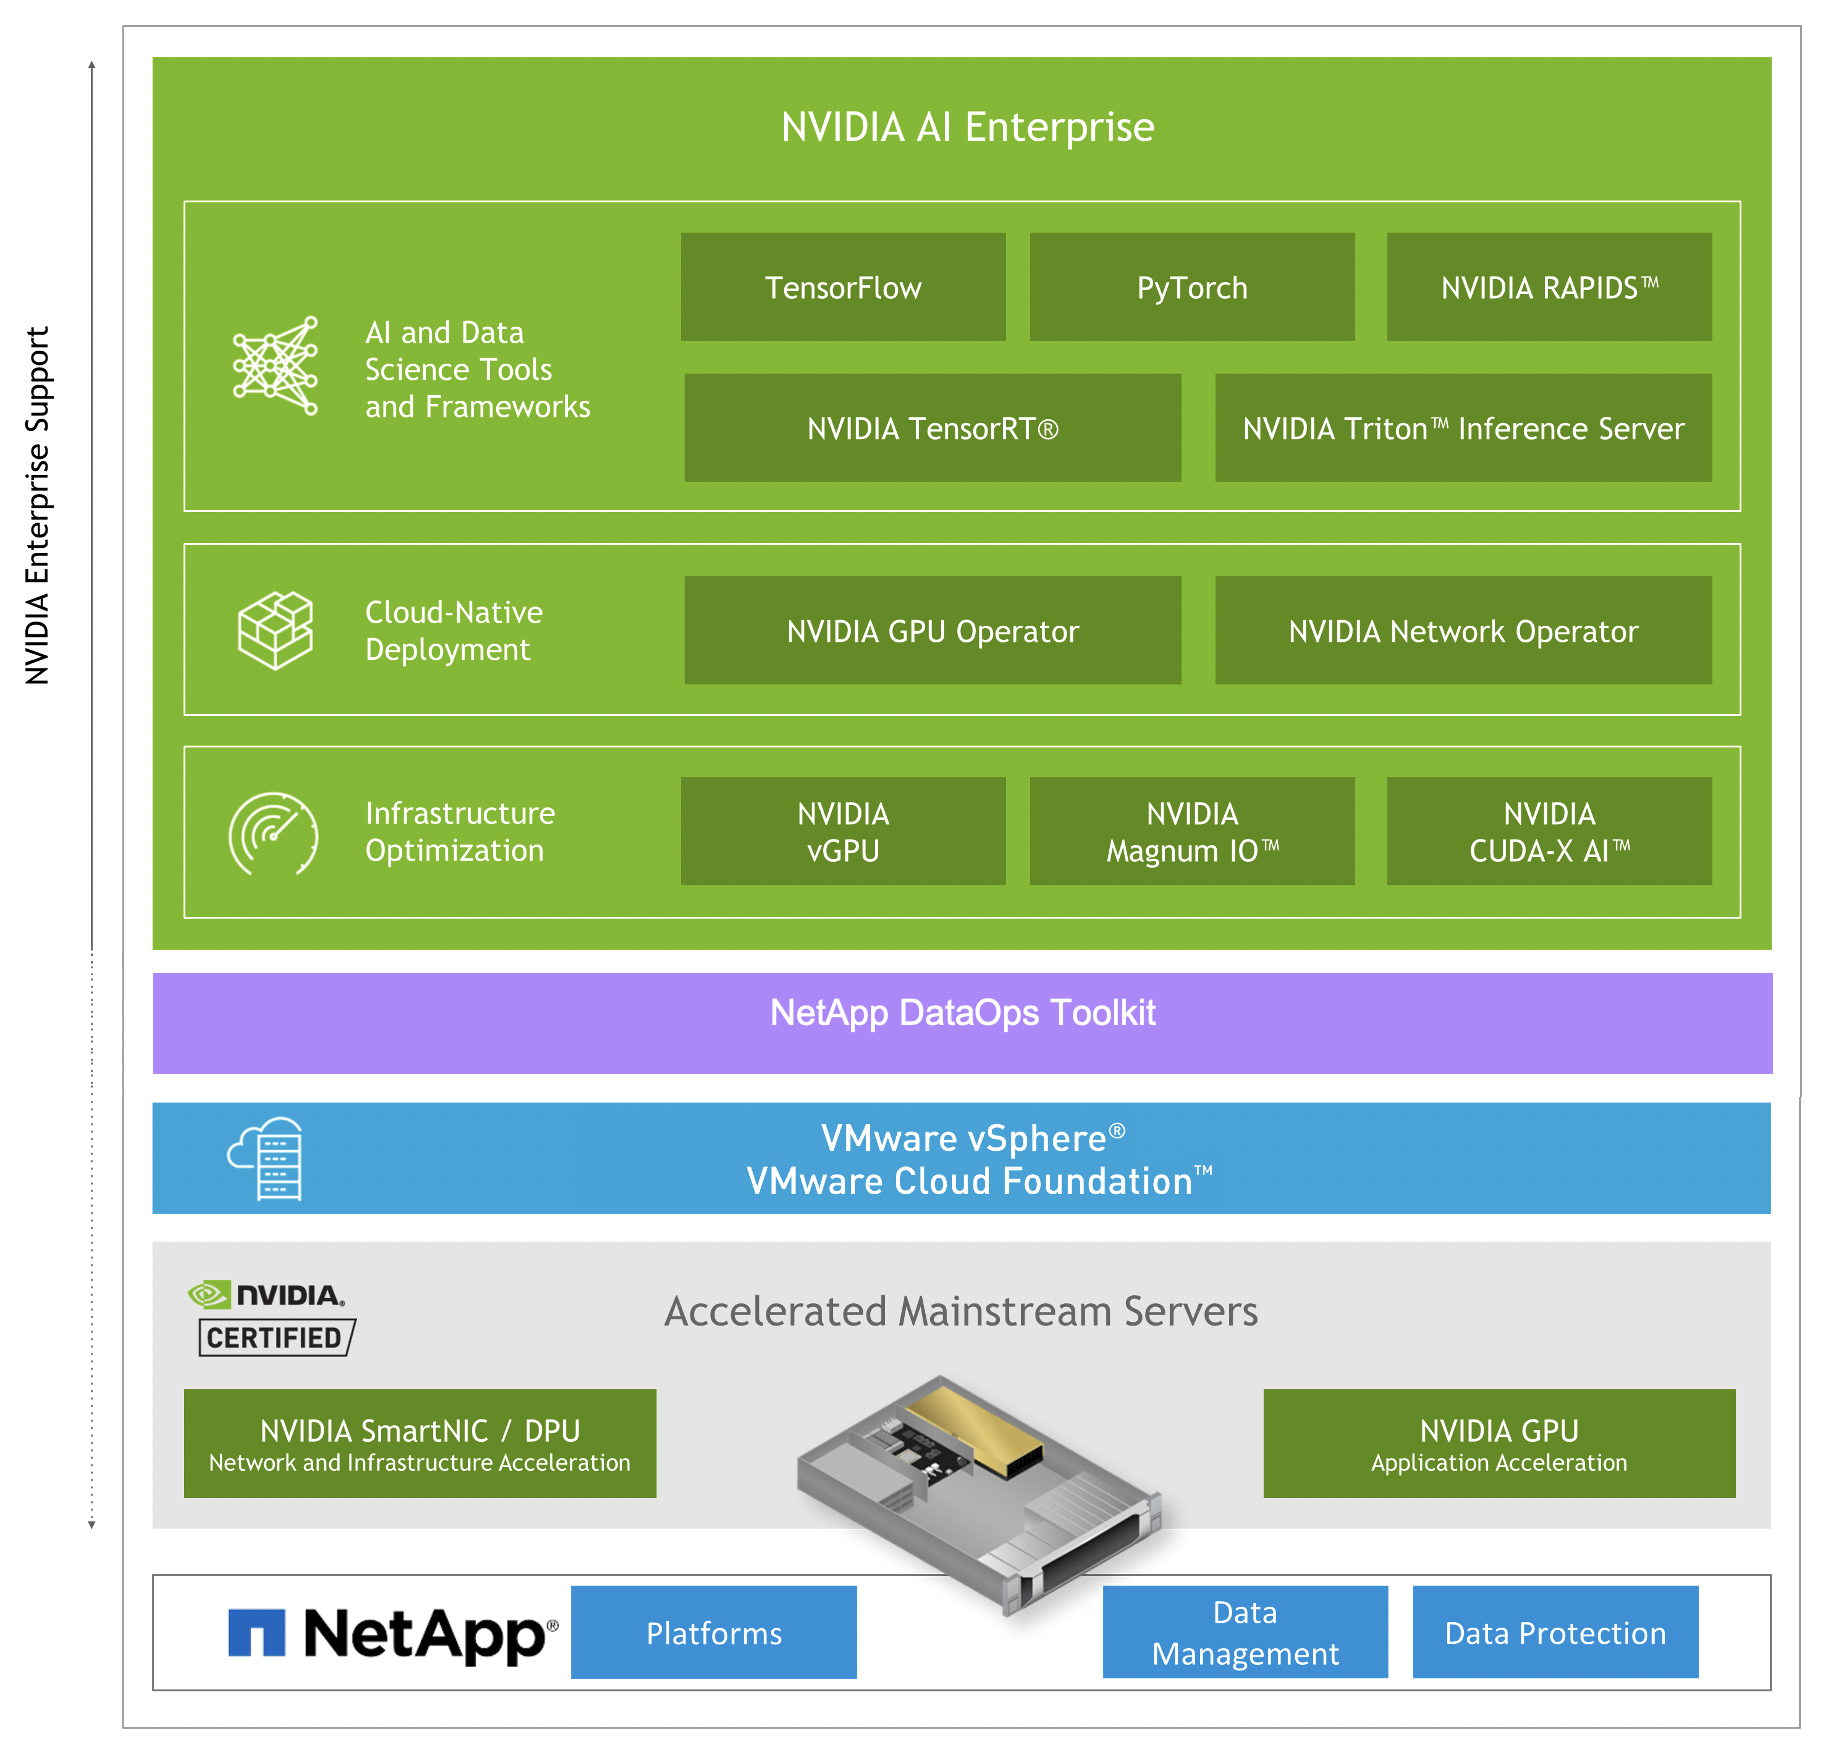 NVIDIA Enterprise Support
NVIDIA AI Enterprise
AI and Data
Science Tools
and Frameworks
TensorFlow
PyTorch
NVIDIA RAPIDS™
NVIDIA TensorRT®
NVIDIA Triton™ Inference Server
Cloud-Native
Deployment
NVIDIA GPU Operator
NVIDIA Network Operator
Infrastructure
Optimization
NVIDIA
vGPU
NVIDIA
Magnum IO™
NVIDIA
CUDA-X AI™
NetApp DataOps Toolkit
VMware vSphere®
VMware Cloud Foundation™
NVIDIA.
CERTIFIED
Accelerated Mainstream Servers
NVIDIA SmartNIC / DPU
Network and Infrastructure Acceleration
NVIDIA GPU
Application Acceleration
NetApp®
Platforms
Data
Management
Data Protection